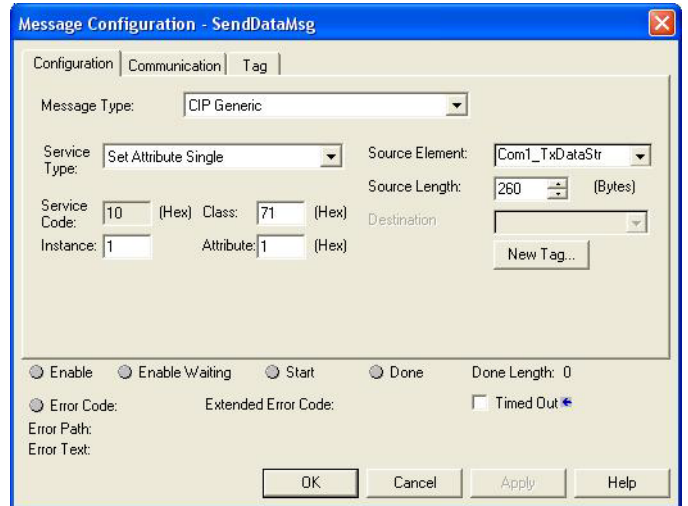 Message Configuration - SendDataMsg
Configuration Communication Tag
Message Type: CIP Generic
Service Type: Set Attribute Single
Source Element: Com1_TxDataStr
Source Length: 260 (Bytes)
Service Code: 10 (Hex) Class: 71 (Hex)
Destination
Instance: 1 Attribute: 1 (Hex)
New Tag...
Enable Enable Waiting Start Done Done Length: 0
Error Code: Extended Error Code: Timed Out
Error Path:
Error Text:
OK Cancel Apply Help